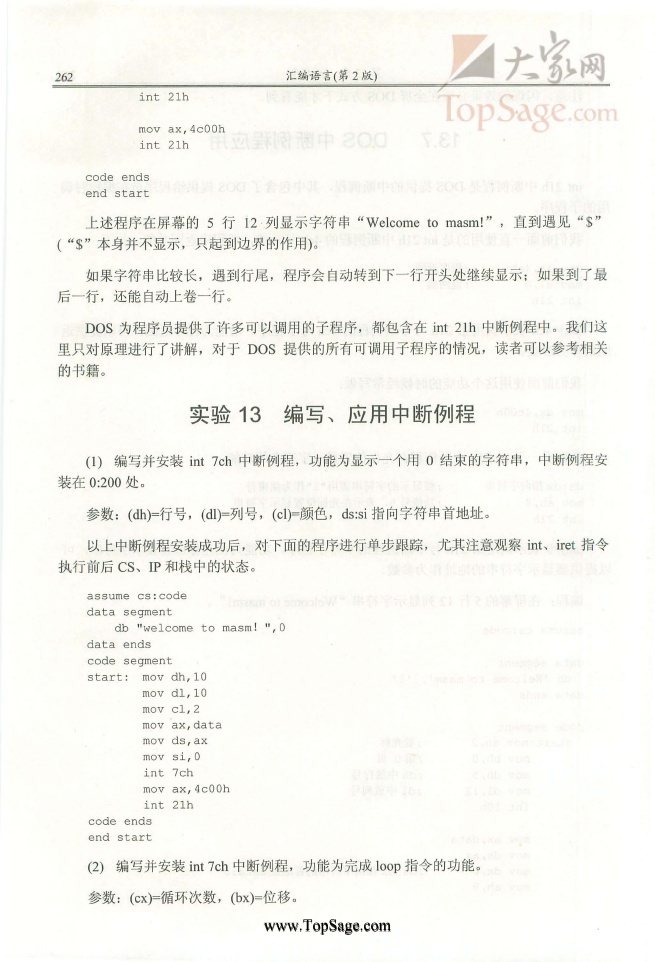 262
汇编语言(第 2 版)
大家网
TopSage.com
int 21h
mov ax,4c00h
int 21h
code ends
end start
上述程序在屏幕的 5 行 12 列显示字符串“Welcome to masm!”，直到遇见“$”
(“$”本身并不显示，只起到边界的作用)。
如果字符串比较长，遇到行尾，程序会自动转到下一行开头处继续显示；如果到了最
后一行，还能自动上卷一行。
DOS 为程序员提供了许多可以调用的子程序，都包含在 int 21h 中断例程中。我们这
里只对原理进行了讲解，对于 DOS 提供的所有可调用子程序的情况，读者可以参考相关
的书籍。
实验 13 编写、应用中断例程
(1) 编写并安装 int 7ch 中断例程，功能为显示一个用 0 结束的字符串，中断例程安
装在 0:200 处。
参数：(dh)=行号，(dl)=列号，(cl)=颜色，ds:si 指向字符串首地址。
以上中断例程安装成功后，对下面的程序进行单步跟踪，尤其注意观察 int、iret 指令
执行前后 CS、IP 和栈中的状态。
assume cs:code
data segment
db "welcome to masm! ",0
data ends
code segment
start: mov dh,10
mov dl,10
mov cl,2
mov ax,data
mov ds,ax
mov si,0
int 7ch
mov ax,4c00h
int 21h
code ends
end start
(2) 编写并安装 int 7ch 中断例程，功能为完成 loop 指令的功能。
参数：(cx)=循环次数，(bx)=位移。
www.TopSage.com